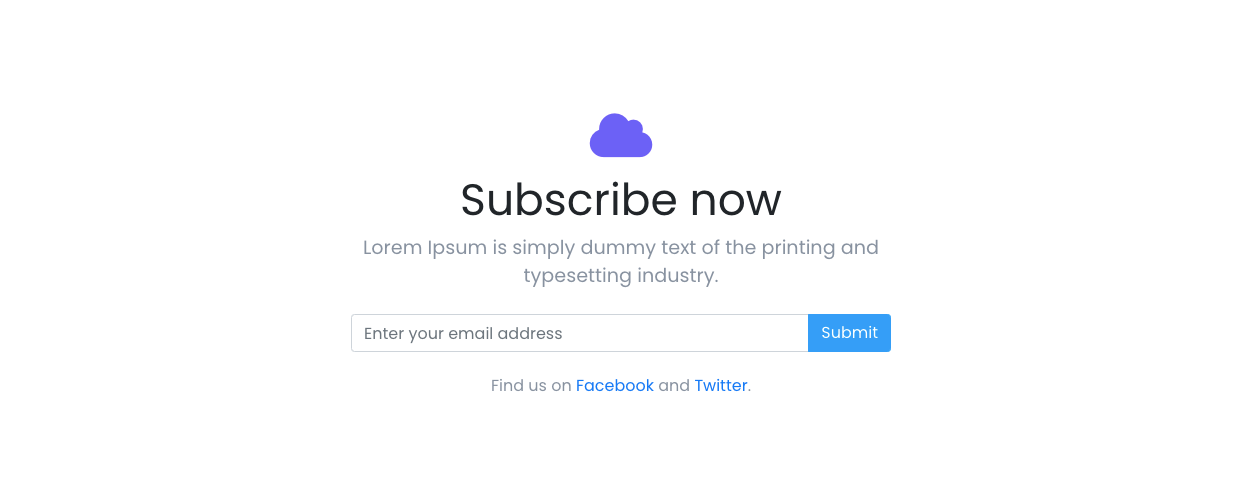 Subscribe now
Lorem Ipsum is simply dummy text of the printing and
typesetting industry.
Enter your email address
Submit
Find us on Facebook and Twitter.